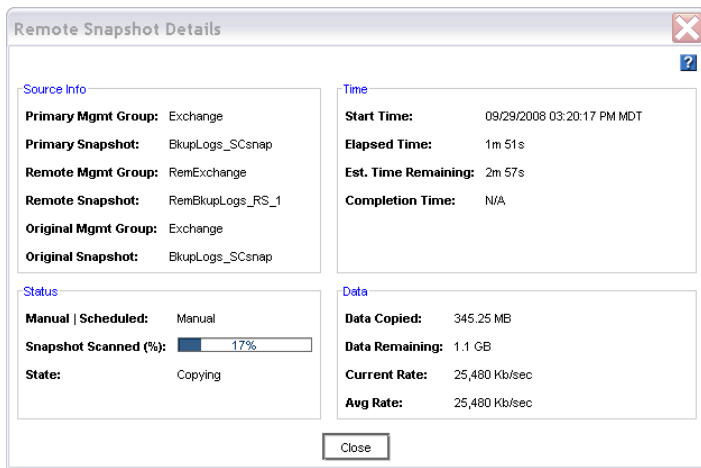 Remote Snapshot Details
?
Source Info
Primary Mgmt Group: Exchange
Primary Snapshot: BkupLogs_SCsnap
Remote Mgmt Group: RemExchange
Remote Snapshot: RemBkupLogs_RS_1
Original Mgmt Group: Exchange
Original Snapshot: BkupLogs_SCsnap
Time
Start Time: 09/29/2008 03:20:17 PM MDT
Elapsed Time: 1m 51s
Est. Time Remaining: 2m 57s
Completion Time: N/A
Status
Manual | Scheduled: Manual
Snapshot Scanned (%): 17%
State: Copying
Data
Data Copied: 345.25 MB
Data Remaining: 1.1 GB
Current Rate: 25,480 Kb/sec
Avg Rate: 25,480 Kb/sec
Close